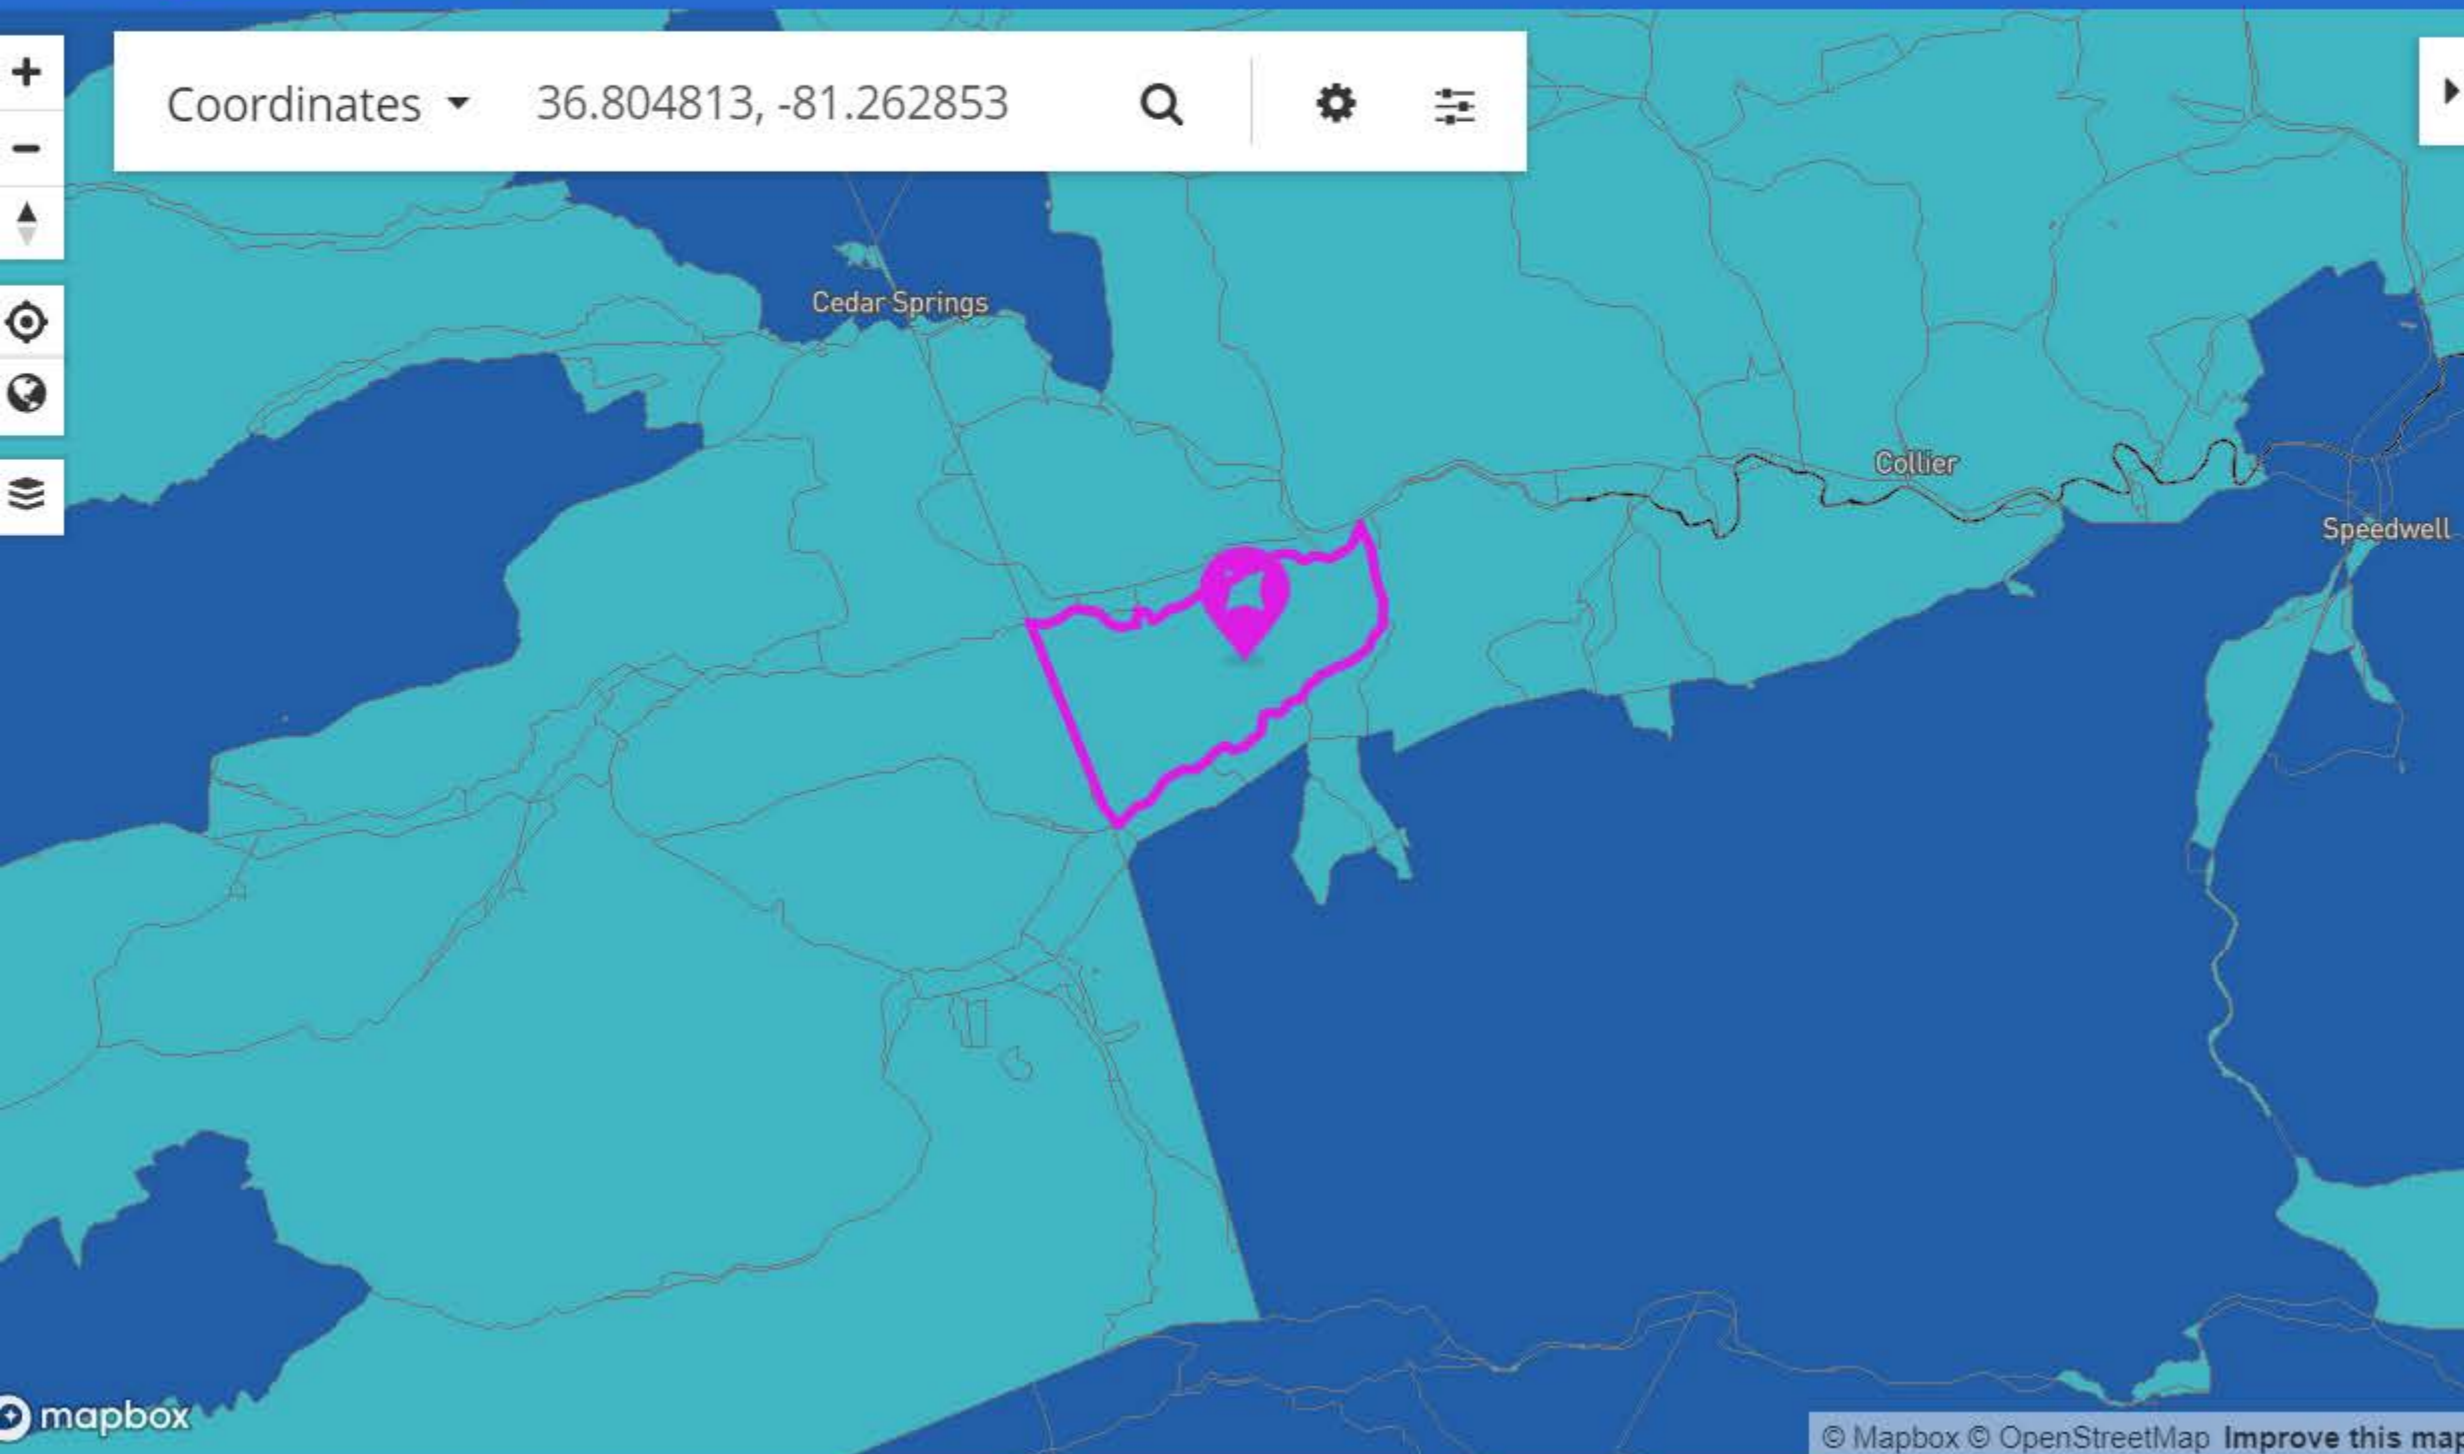 Coordinates 36.804813, -81.262853
Cedar Springs
Collier
Speedwell
mapbox
© Mapbox © OpenStreetMap Improve this map